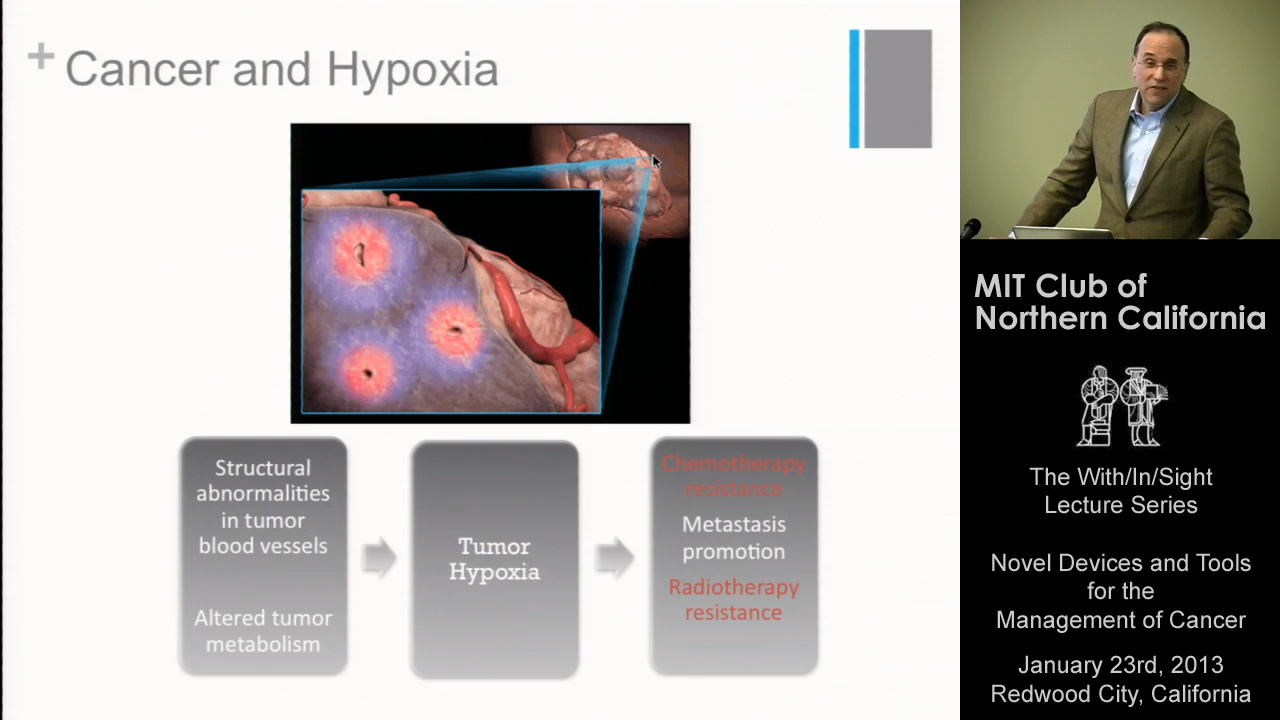 + Cancer and Hypoxia
Structural
abnormalities
in tumor
blood vessels
Altered tumor
metabolism
Tumor
Hypoxia
Chemotherapy
resistance
Metastasis
promotion
Radiotherapy
resistance
MIT Club of
Northern California
The With/In/Sight
Lecture Series
Novel Devices and Tools
for the
Management of Cancer
January 23rd, 2013
Redwood City, California